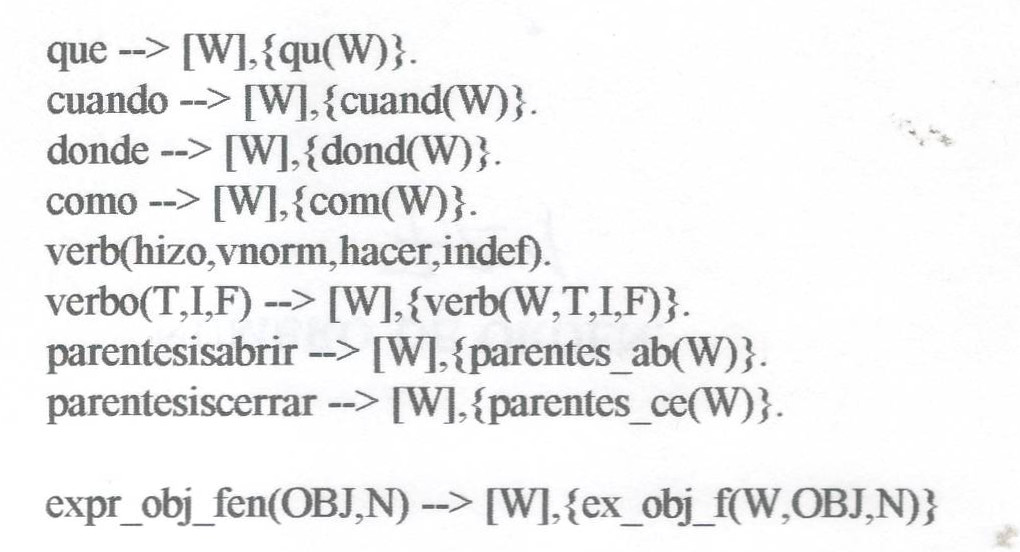 que --> [W],{qu(W)}.
cuando --> [W],{cuand(W)}.
donde --> [W],{dond(W)}.
como --> [W],{com(W)}.
verb(hizo,vnorm,hacer,indef).
verbo(T,I,F) --> [W],{verb(W,T,I,F)}.
parentesisabrir --> [W],{parentes_ab(W)}.
parentesiscerrar --> [W],{parentes_ce(W)}.
expr_obj_fen(OBJ,N) --> [W],{ex_obj_f(W,OBJ,N)}